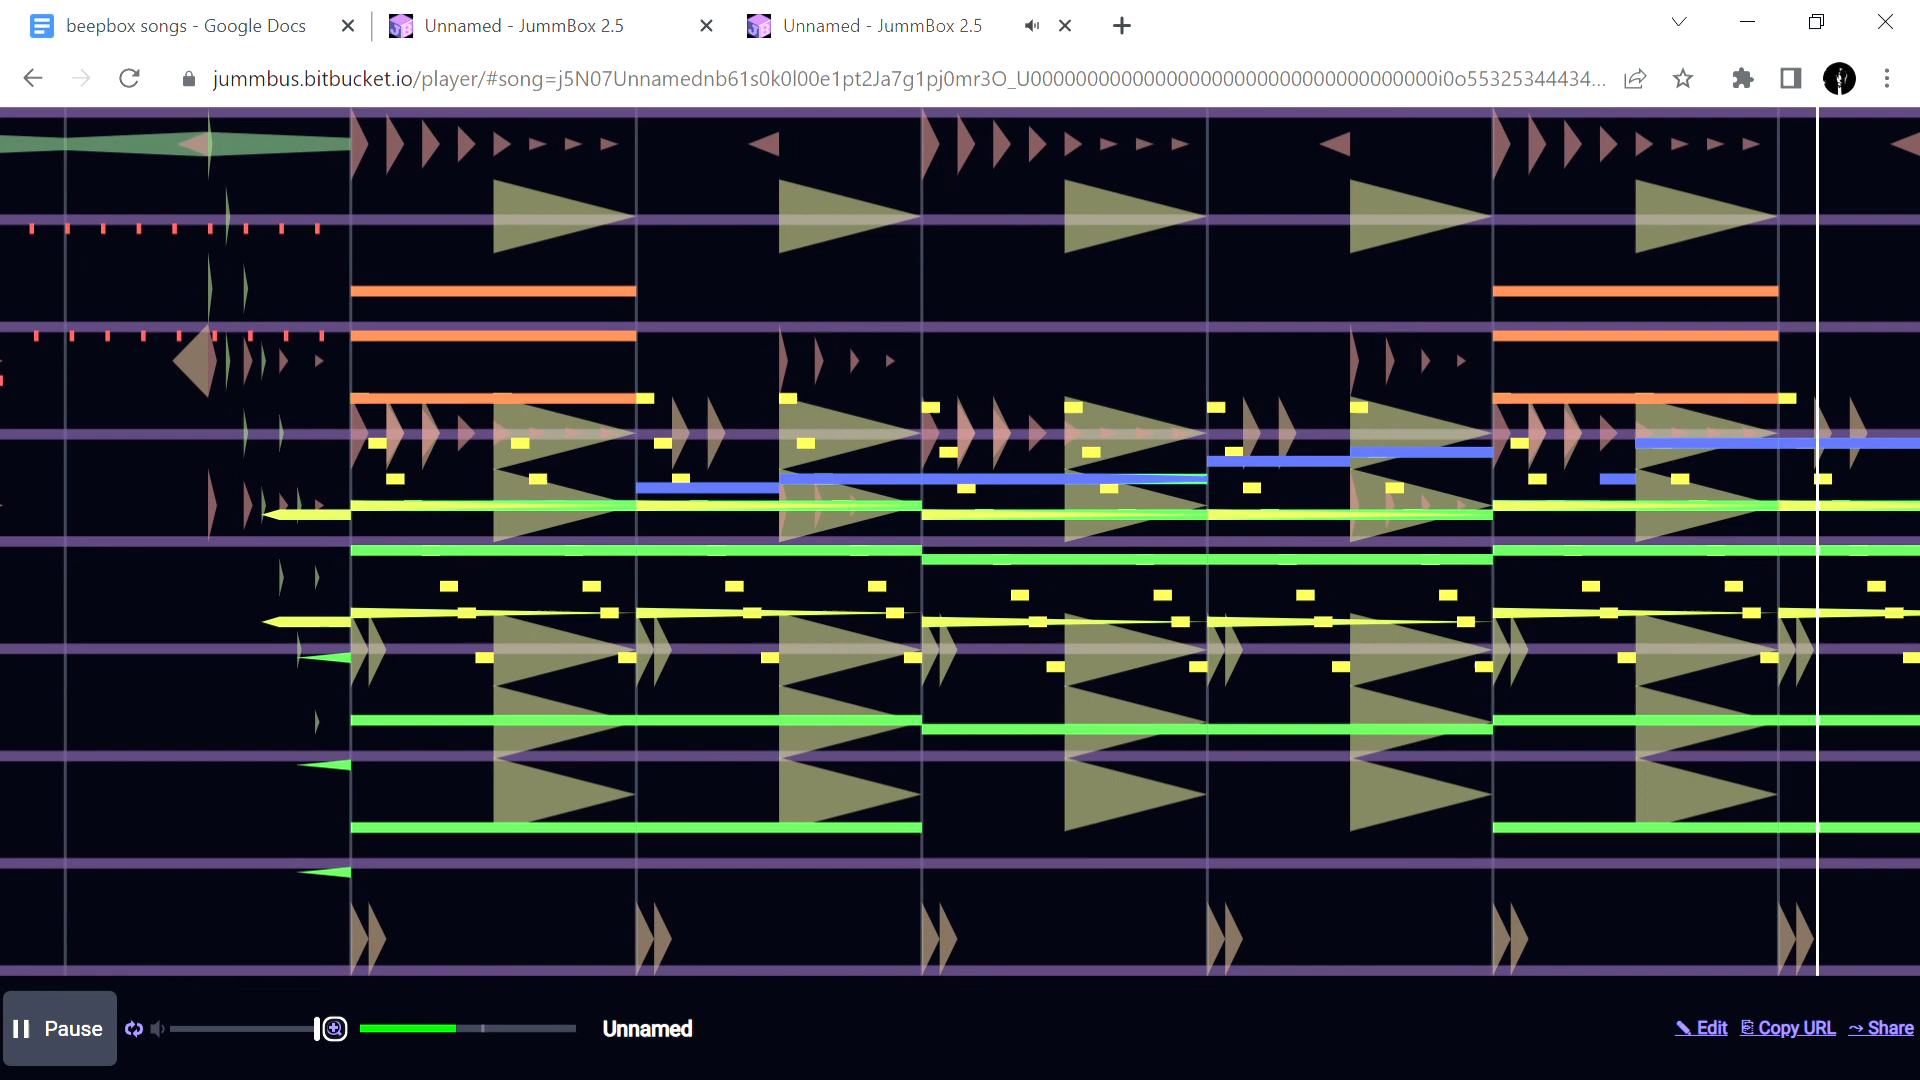 beepbox songs - Google Docs
Unnamed - JummBox 2.5
Unnamed - JummBox 2.5
jummbus.bitbucket.io/player/#song=j5N07Unnamednb61s0k0l00e1pt2Ja7g1pj0mr3O_U00000000000000000000000000000000000i0o55325344434...
Pause
Unnamed
Edit
Copy URL
Share